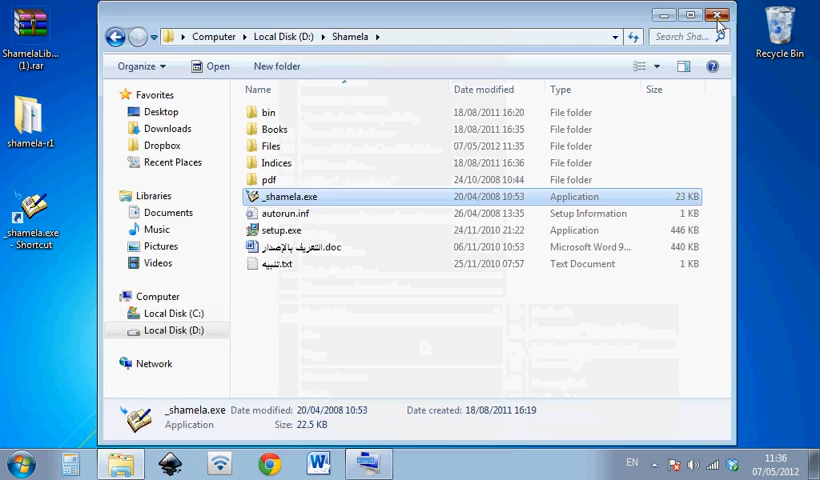 ShamelaLib...
(1).rar
shamela-r1
_shamela.exe
- Shortcut
Recycle Bin
Computer
Local Disk (D:)
Shamela
Search Sha...
Organize
Open
New folder
Favorites
Desktop
Downloads
Dropbox
Recent Places
Libraries
Documents
Music
Pictures
Videos
Computer
Local Disk (C:)
Local Disk (D:)
Network
Name Date modified Type Size
bin 18/08/2011 16:20 File folder
Books 18/08/2011 16:35 File folder
Files 07/05/2012 11:35 File folder
Indices 18/08/2011 16:36 File folder
pdf 24/10/2008 10:44 File folder
_shamela.exe 20/04/2008 10:53 Application 23 KB
autorun.inf 26/04/2008 13:35 Setup Information 1 KB
setup.exe 24/11/2010 21:22 Application 446 KB
التعريف بالإصدار.doc 06/11/2010 10:53 Microsoft Word 9... 440 KB
تنبيه.txt 25/11/2010 07:57 Text Document 1 KB
_shamela.exe Date modified: 20/04/2008 10:53 Date created: 18/08/2011 16:19
Application Size: 22.5 KB
EN
11:36
07/05/2012